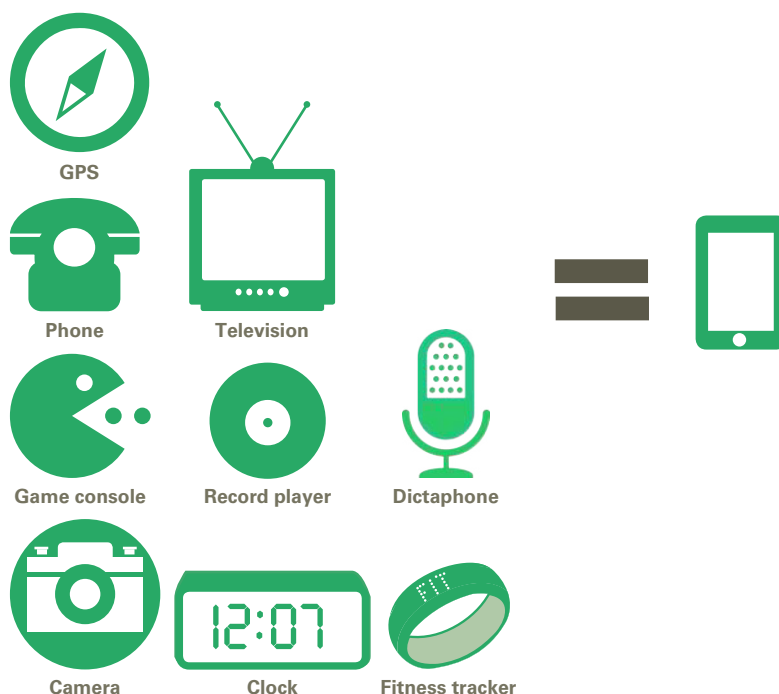 GPS
Phone
Television
Game console
Record player
Dictaphone
12:07
FIT
Camera
Clock
Fitness tracker